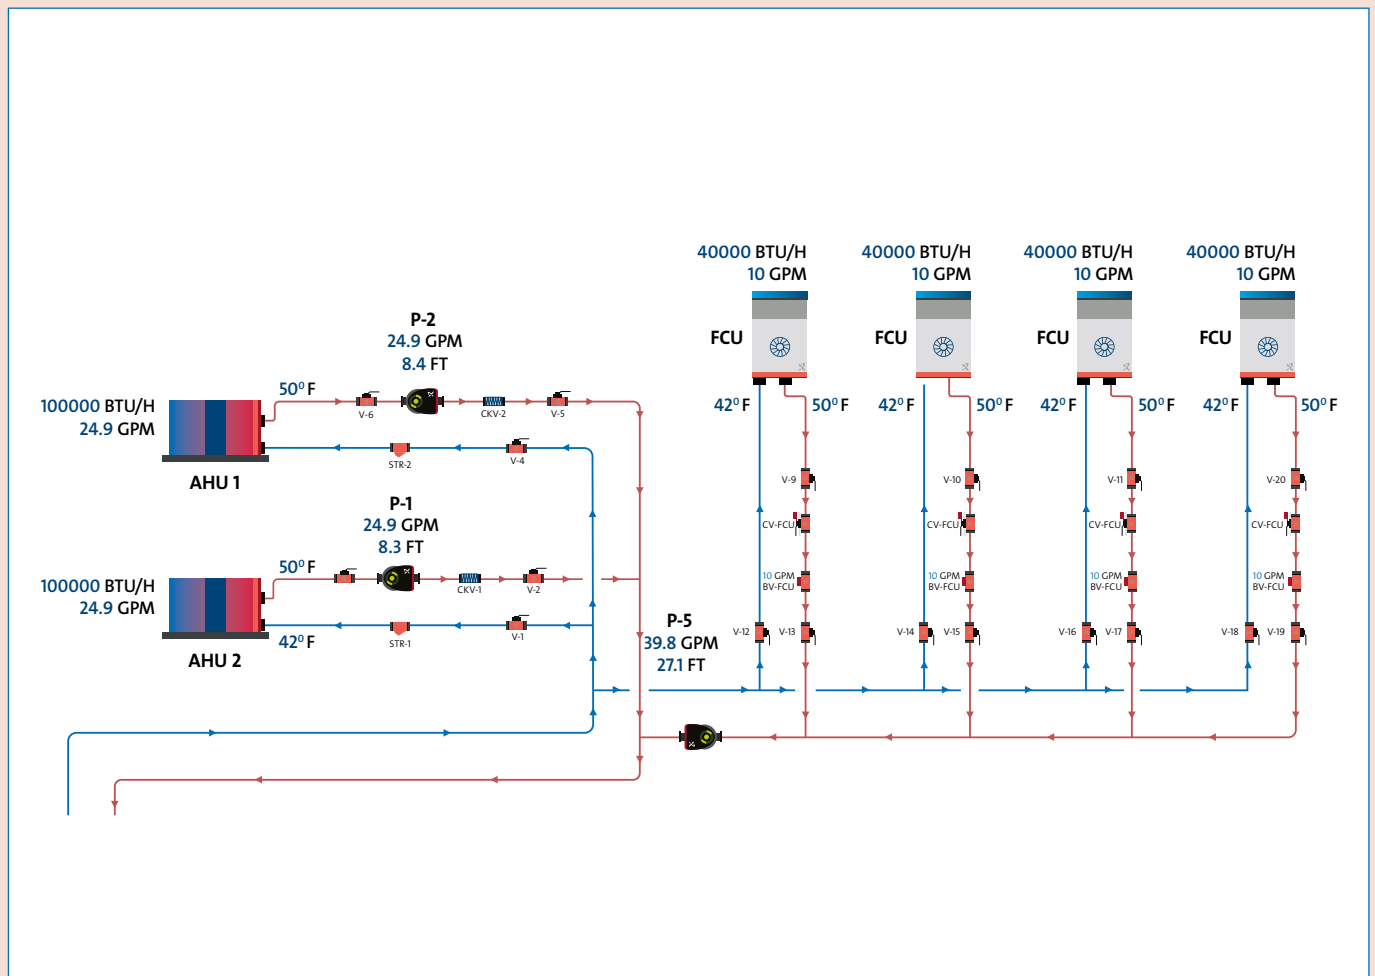 40000 BTU/H
10 GPM
40000 BTU/H
10 GPM
40000 BTU/H
10 GPM
40000 BTU/H
10 GPM
FCU
FCU
FCU
FCU
42⁰ F
50⁰ F
42⁰ F
50⁰ F
42⁰ F
50⁰ F
42⁰ F
50⁰ F
P-2
24.9 GPM
8.4 FT
50⁰ F
100000 BTU/H
24.9 GPM
V-6
CKV-2
V-5
STR-2
V-4
AHU 1
P-1
24.9 GPM
8.3 FT
50⁰ F
100000 BTU/H
24.9 GPM
CKV-1
V-2
42⁰ F
STR-1
V-1
AHU 2
V-9
V-10
V-11
V-20
CV-FCU
CV-FCU
CV-FCU
CV-FCU
10 GPM
BV-FCU
10 GPM
BV-FCU
10 GPM
BV-FCU
10 GPM
BV-FCU
P-5
39.8 GPM
27.1 FT
V-12
V-13
V-14
V-15
V-16
V-17
V-18
V-19